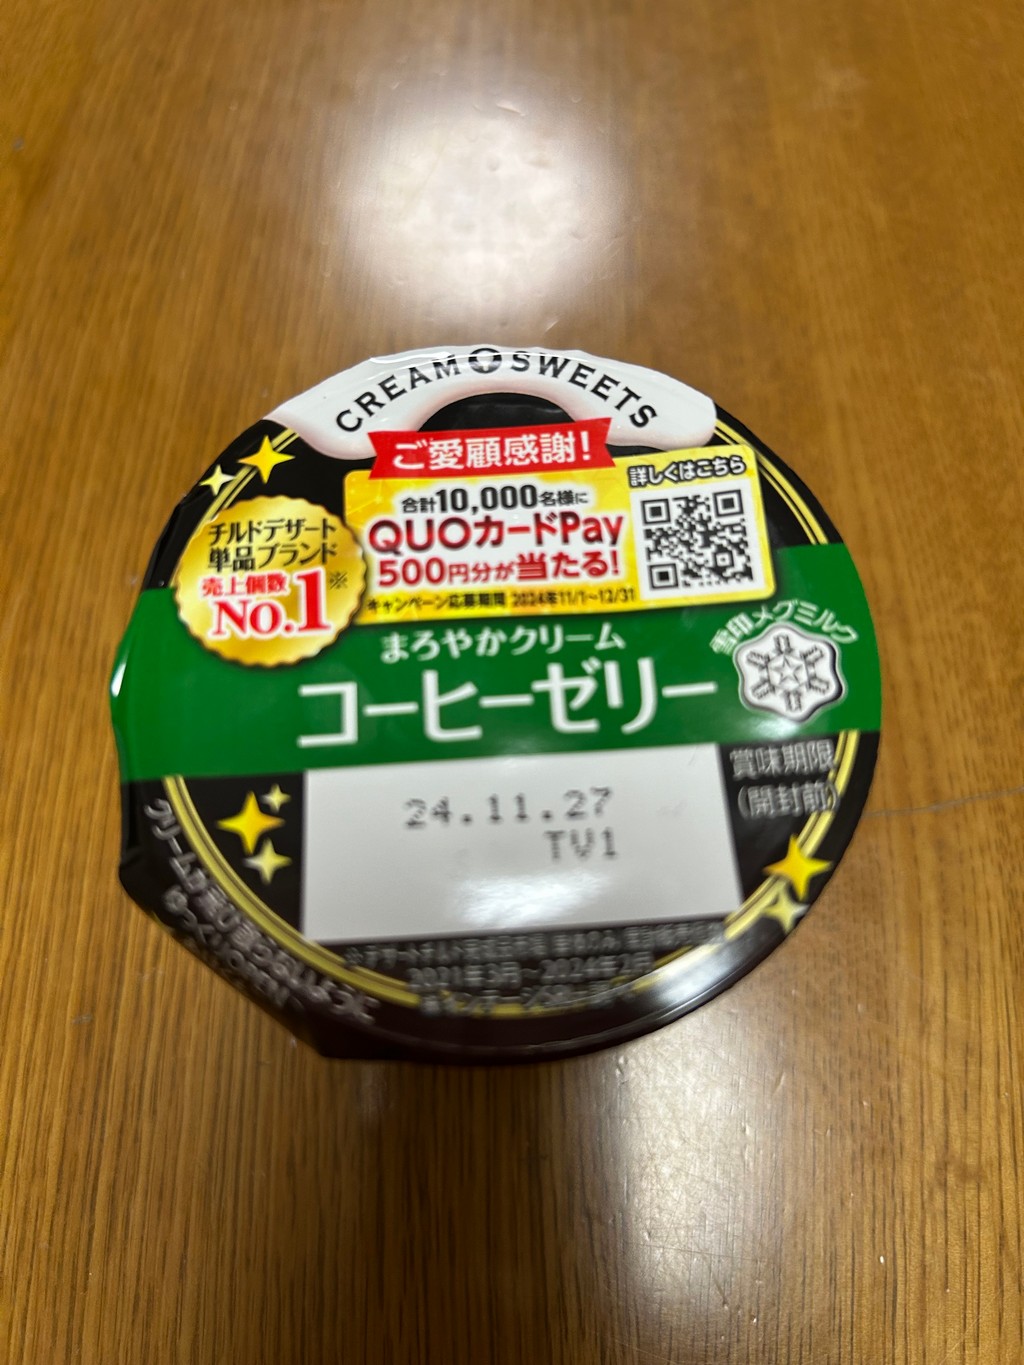 CREAM SWEETS
ご愛顧感謝!
詳しくはこちら
合計10,000名様に
QUOカードPay
500円分が当たる!
キャンペーン応募期間 2024年11/1~12/31
チルドデザート
単品ブランド
売上個数
No.1※
まろやかクリーム
コーヒーゼリー
雪印メグミルク
賞味期限
(開封前)
24.11.27
TV1
2021年3月~2024年2月